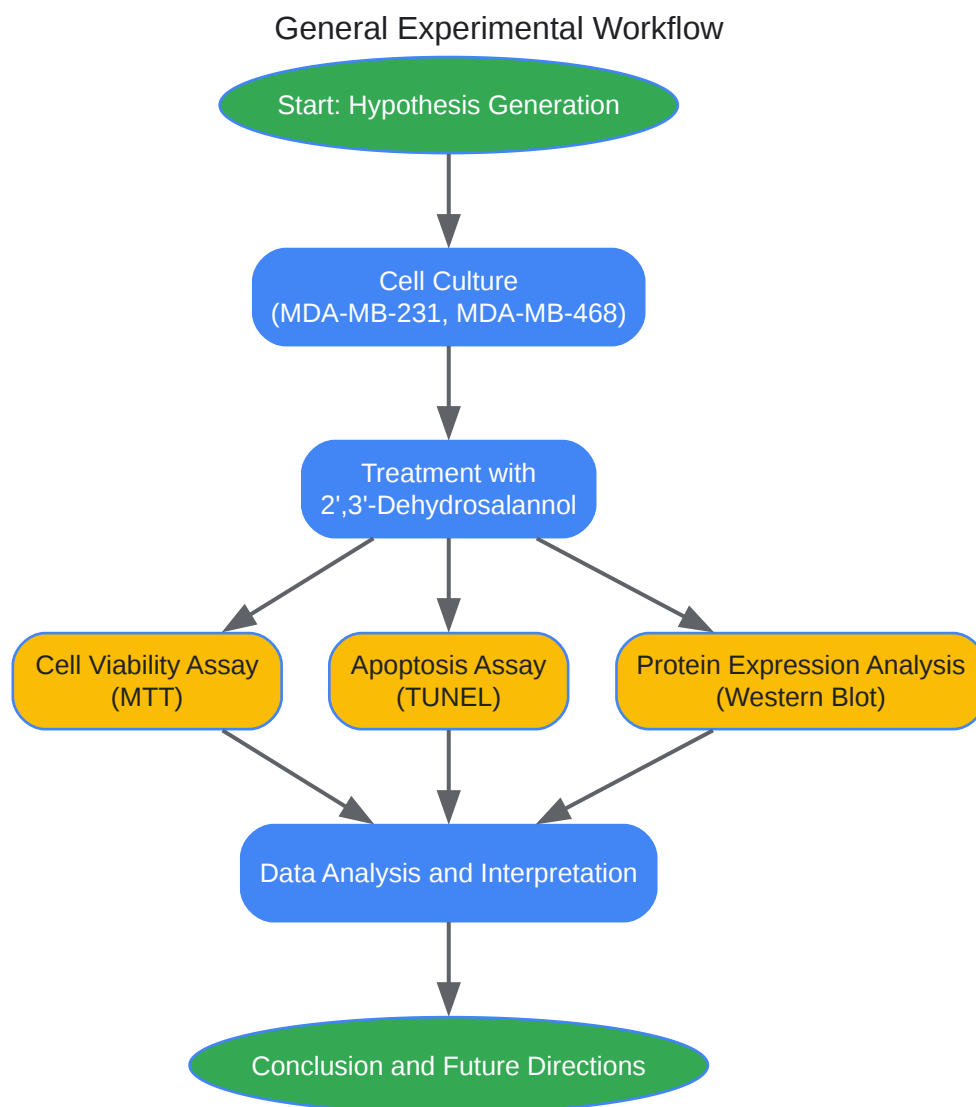 General Experimental Workflow
Start: Hypothesis Generation
Cell Culture
(MDA-MB-231, MDA-MB-468)
Treatment with
2',3'-Dehydrosalannol
Cell Viability Assay
(MTT)
Apoptosis Assay
(TUNEL)
Protein Expression Analysis
(Western Blot)
Data Analysis and Interpretation
Conclusion and Future Directions